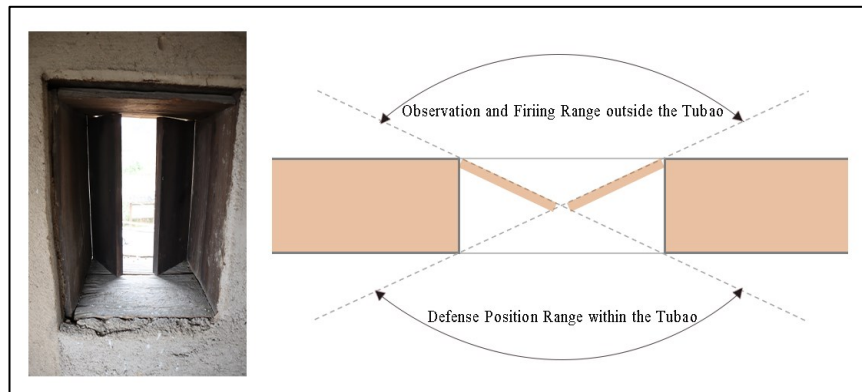 Observation and Firiing Range outside the Tubao
Defense Position Range within the Tubao